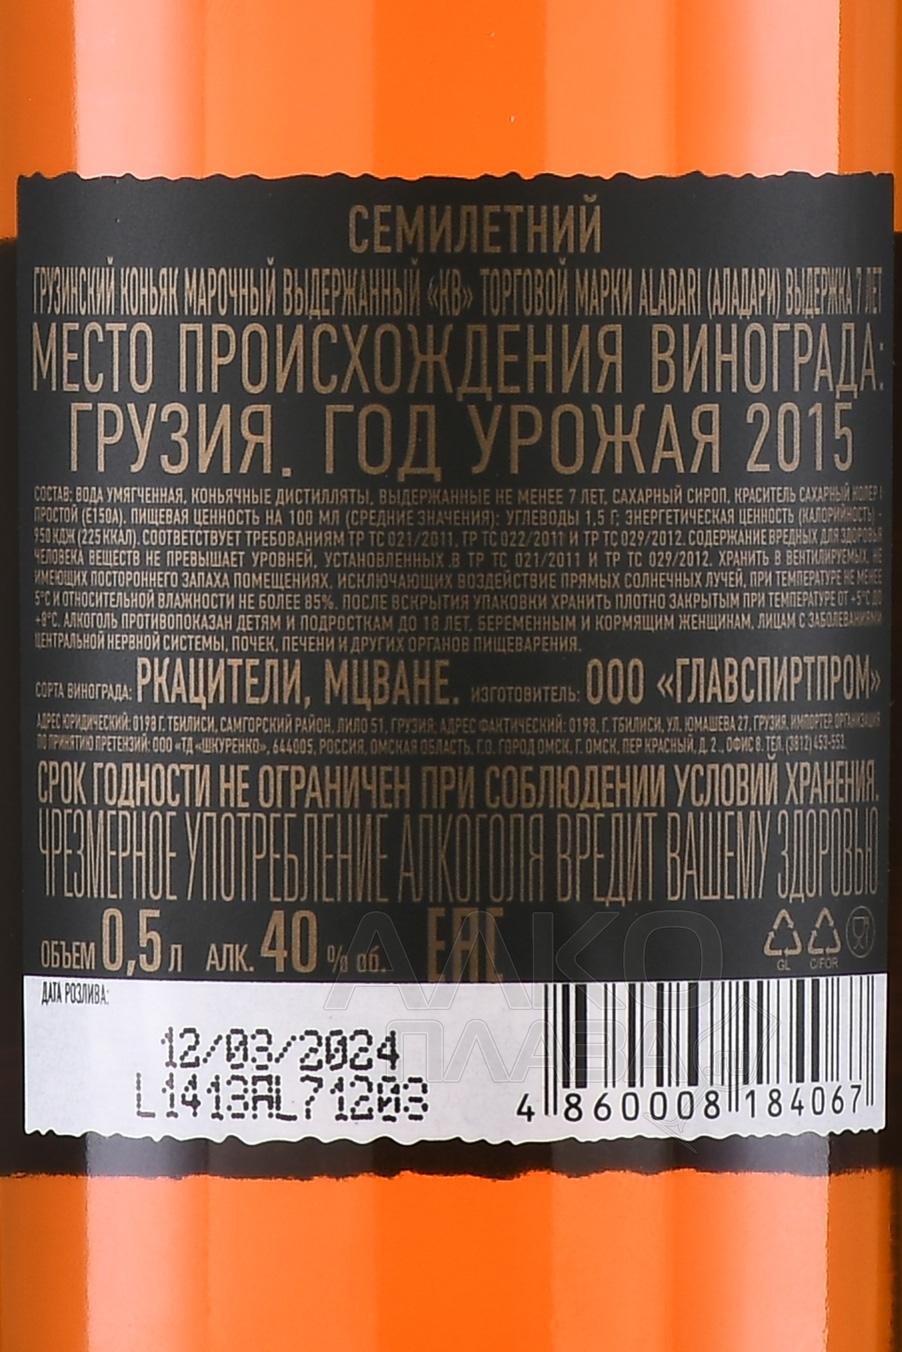 СЕМИЛЕТНИЙ
ГРУЗИНСКИЙ КОНЬЯК МАРОЧНЫЙ ВЫДЕРЖАННЫЙ «КВ» ТОРГОВОЙ МАРКИ ALADARI (АЛАДАРИ) ВЫДЕРЖКА 7 ЛЕТ
МЕСТО ПРОИСХОЖДЕНИЯ ВИНОГРАДА:
ГРУЗИЯ. ГОД УРОЖАЯ 2015
СОСТАВ: ВОДА УМЯГЧЕННАЯ, КОНЬЯЧНЫЕ ДИСТИЛЛЯТЫ, ВЫДЕРЖАННЫЕ НЕ МЕНЕЕ 7 ЛЕТ, САХАРНЫЙ СИРОП, КРАСИТЕЛЬ САХАРНЫЙ КОЛЕР I
ПРОСТОЙ (Е150А). ПИЩЕВАЯ ЦЕННОСТЬ НА 100 МЛ (СРЕДНИЕ ЗНАЧЕНИЯ): УГЛЕВОДЫ 1,5 Г; ЭНЕРГЕТИЧЕСКАЯ ЦЕННОСТЬ (КАЛОРИЙНОСТЬ) -
950 КДЖ (225 ККАЛ). СООТВЕТСТВУЕТ ТРЕБОВАНИЯМ ТР ТС 021/2011, ТР ТС 022/2011 И ТР ТС 029/2012. СОДЕРЖАНИЕ ВРЕДНЫХ ДЛЯ ЗДОРОВЬЯ
ЧЕЛОВЕКА ВЕЩЕСТВ НЕ ПРЕВЫШАЕТ УРОВНЕЙ, УСТАНОВЛЕННЫХ В ТР ТС 021/2011 И ТР ТС 029/2012. ХРАНИТЬ В ВЕНТИЛИРУЕМЫХ, НЕ
ИМЕЮЩИХ ПОСТОРОННЕГО ЗАПАХА ПОМЕЩЕНИЯХ, ИСКЛЮЧАЮЩИХ ВОЗДЕЙСТВИЕ ПРЯМЫХ СОЛНЕЧНЫХ ЛУЧЕЙ, ПРИ ТЕМПЕРАТУРЕ НЕ МЕНЕЕ
5°С И ОТНОСИТЕЛЬНОЙ ВЛАЖНОСТИ НЕ БОЛЕЕ 85%. ПОСЛЕ ВСКРЫТИЯ УПАКОВКИ ХРАНИТЬ ПЛОТНО ЗАКРЫТЫМ ПРИ ТЕМПЕРАТУРЕ ОТ +5°С ДО
+8°С. АЛКОГОЛЬ ПРОТИВОПОКАЗАН ДЕТЯМ И ПОДРОСТКАМ ДО 18 ЛЕТ, БЕРЕМЕННЫМ И КОРМЯЩИМ ЖЕНЩИНАМ, ЛИЦАМ С ЗАБОЛЕВАНИЯМИ
ЦЕНТРАЛЬНОЙ НЕРВНОЙ СИСТЕМЫ, ПОЧЕК, ПЕЧЕНИ И ДРУГИХ ОРГАНОВ ПИЩЕВАРЕНИЯ.
СОРТА ВИНОГРАДА: РКАЦИТЕЛИ, МЦВАНЕ. ИЗГОТОВИТЕЛЬ: ООО «ГЛАВСПИРТПРОМ»
АДРЕС ЮРИДИЧЕСКИЙ: 0198 Г. ТБИЛИСИ, САМГОРСКИЙ РАЙОН, ЛИЛО 51, ГРУЗИЯ; АДРЕС ФАКТИЧЕСКИЙ: 0198, Г. ТБИЛИСИ, УЛ. ЮМАШЕВА 27, ГРУЗИЯ. ИМПОРТЕР, ОРГАНИЗАЦИЯ
ПО ПРИНЯТИЮ ПРЕТЕНЗИЙ: ООО «ТД «ШКУРЕНКО», 644005, РОССИЯ, ОМСКАЯ ОБЛАСТЬ, Г.О. ГОРОД ОМСК, Г. ОМСК, ПЕР КРАСНЫЙ, Д. 2, ОФИС 8. ТЕЛ. (3812) 453-553.
СРОК ГОДНОСТИ НЕ ОГРАНИЧЕН ПРИ СОБЛЮДЕНИИ УСЛОВИЙ ХРАНЕНИЯ.
ЧРЕЗМЕРНОЕ УПОТРЕБЛЕНИЕ АЛКОГОЛЯ ВРЕДИТ ВАШЕМУ ЗДОРОВЬЮ
ОБЪЕМ 0,5 Л АЛК. 40 % об. ЕАС
GL C/FOR
ДАТА РОЗЛИВА:
12/03/2024
L1413AL71203
4 860008 184067
АЛКО
ПЛАЗА